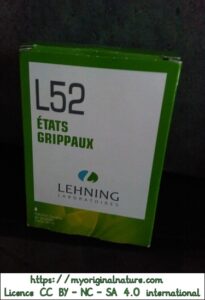 L52
ÉTATS
GRIPPAUX
LEHNING
LABORATOIRES
https://myoriginalnature.com
Licence CC BY - NC - SA 4.0 international